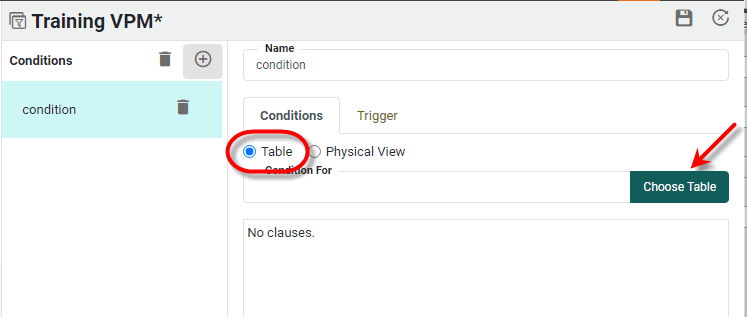 Training VPM*
Conditions
condition
Name
condition
Conditions Trigger
Table Physical View
Condition For
Choose Table
No clauses.